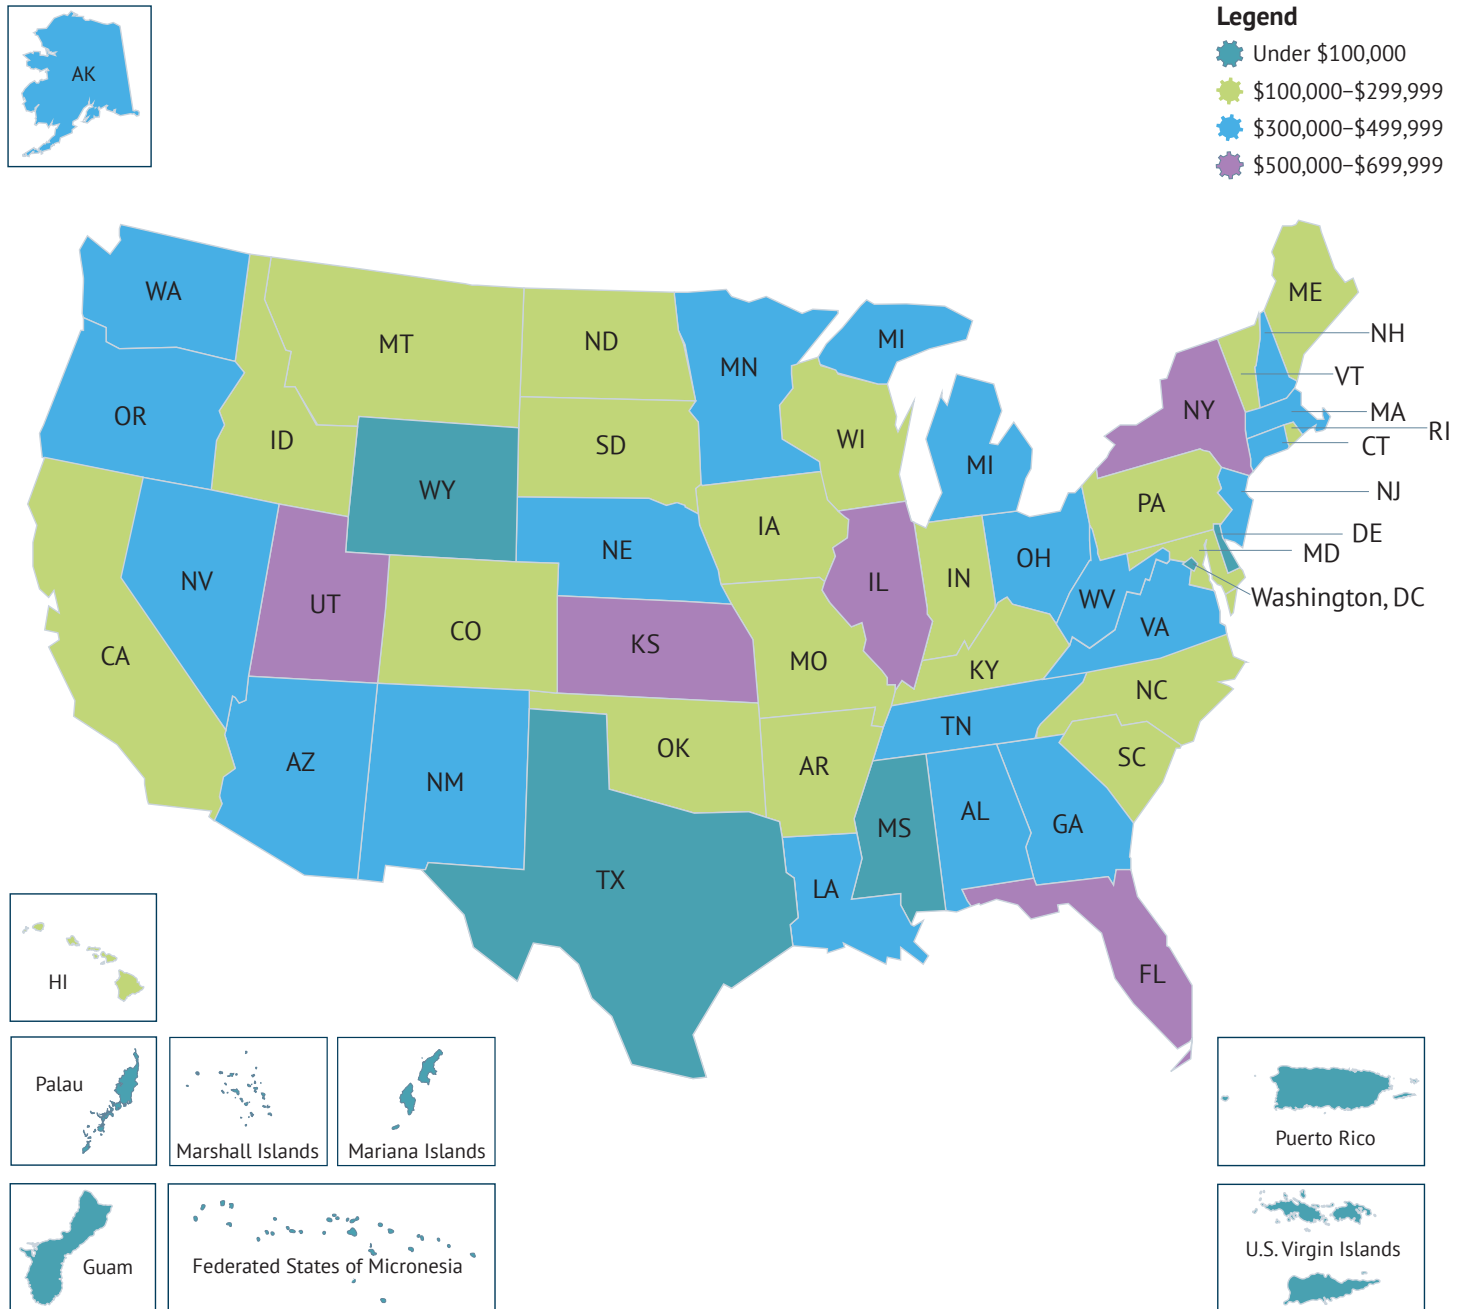 Legend
Under $100,000
$100,000–$299,999
$300,000–$499,999
$500,000–$699,999
AK
WA
MT
ND
MN
MI
ME
NH
VT
NY
MA
RI
CT
OR
ID
SD
WI
MI
WY
PA
NJ
IA
DE
MD
NE
OH
NV
UT
IL
IN
WV
Washington, DC
CO
KS
VA
CA
MO
KY
NC
AZ
NM
OK
AR
TN
SC
MS
AL
GA
TX
LA
FL
HI
Palau
Marshall Islands
Mariana Islands
Puerto Rico
Guam
Federated States of Micronesia
U.S. Virgin Islands